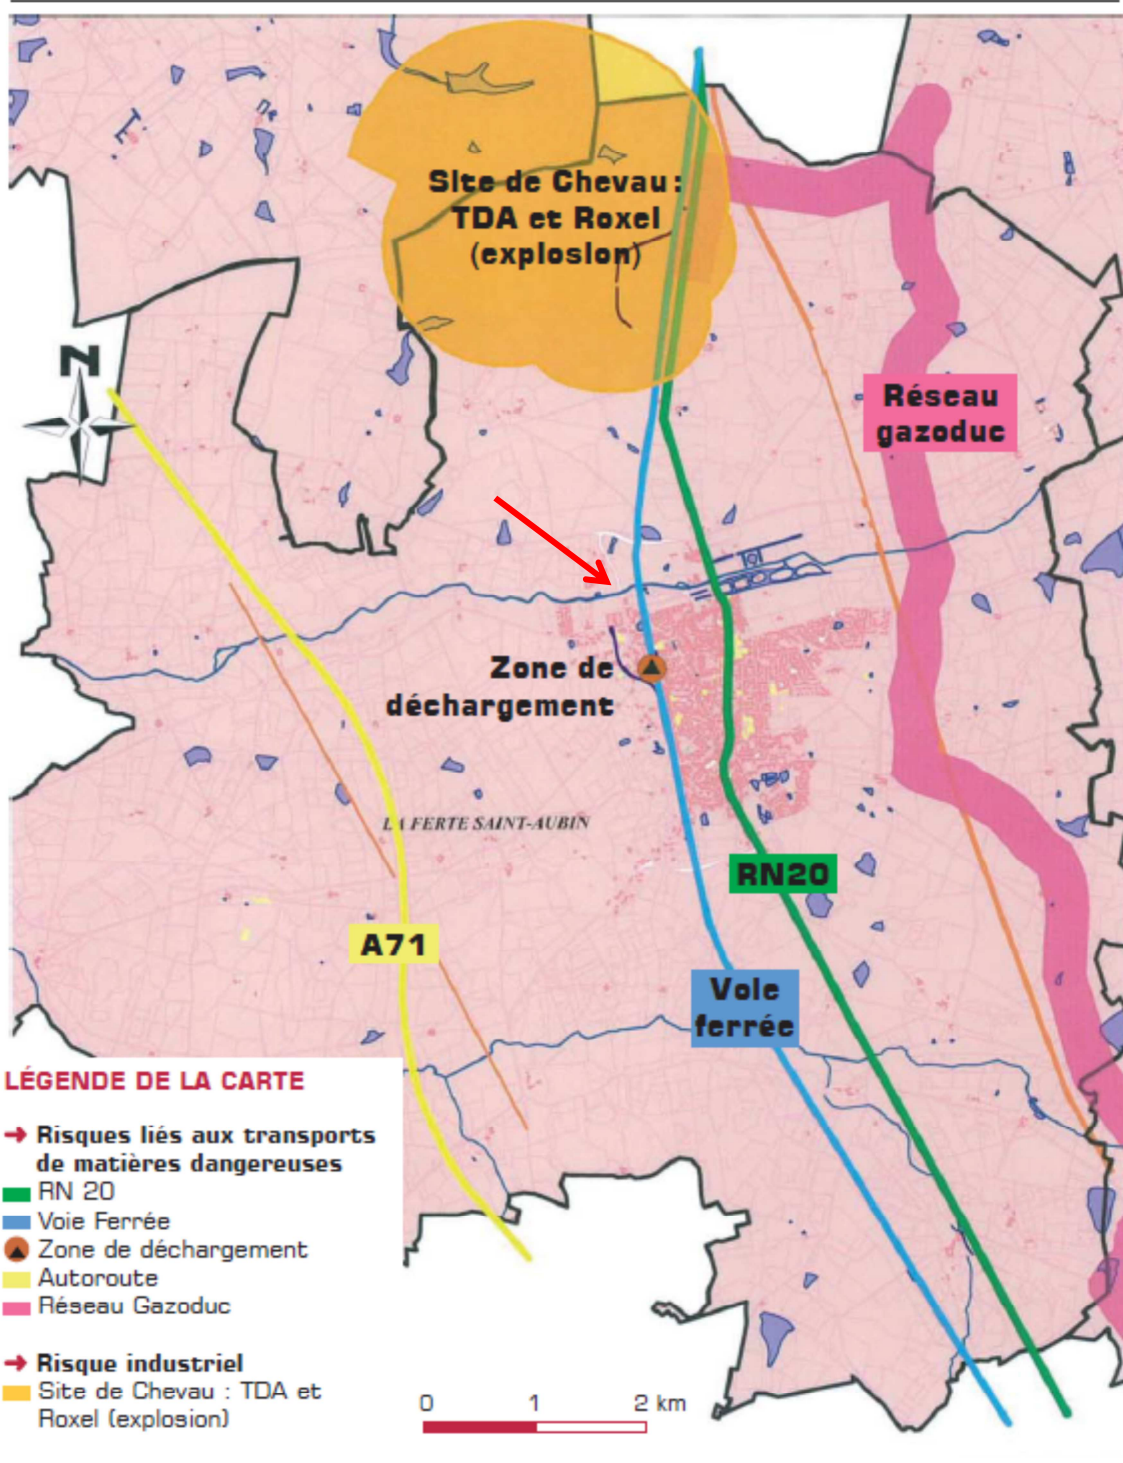 Site de Chevau :
TDA et Roxel
(explosion)
N
Réseau
gazoduc
Zone de
déchargement
LA FERTE SAINT-AUBIN
RN20
A71
Voie
ferrée
LÉGENDE DE LA CARTE
➔ Risques liés aux transports
de matières dangereuses
RN 20
Voie Ferrée
Zone de déchargement
Autoroute
Réseau Gazoduc
➔ Risque industriel
Site de Chevau : TDA et
Roxel (explosion)
0 1 2 km